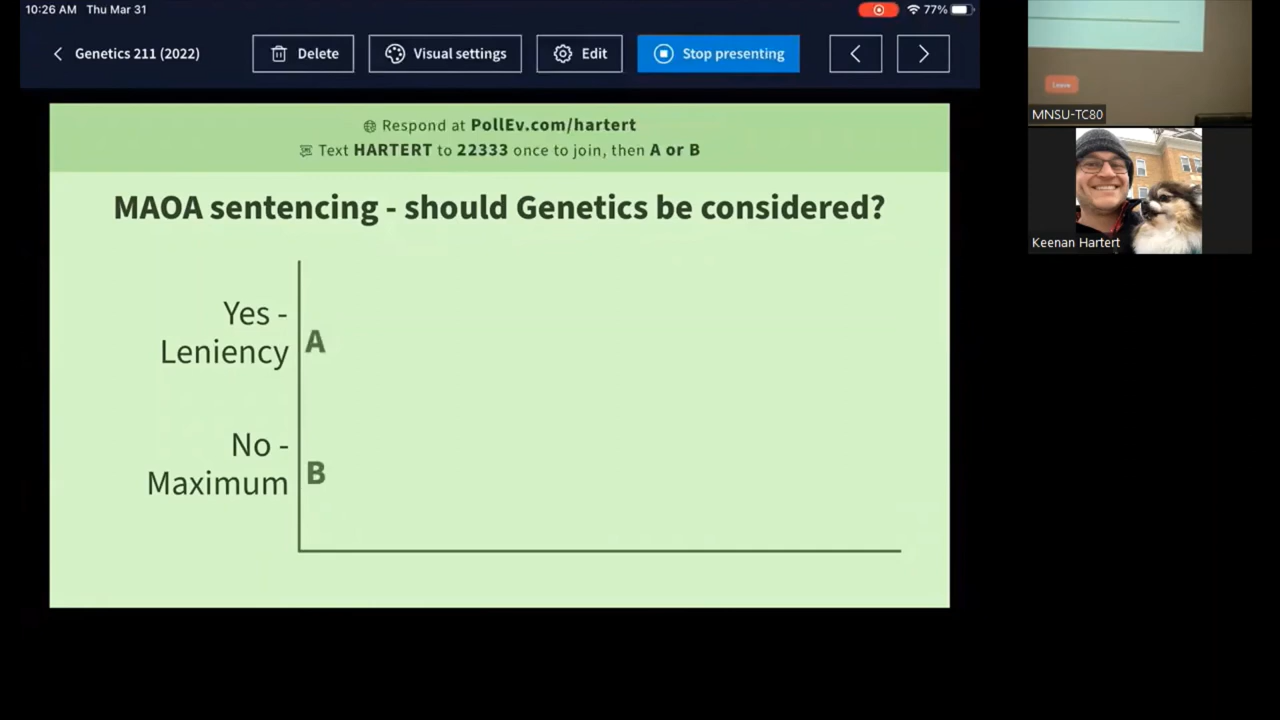 10:26 AM Thu Mar 31
77%
Genetics 211 (2022)
Delete
Visual settings
Edit
Stop presenting
Respond at PollEv.com/hartert
Text HARTERT to 22333 once to join, then A or B
MAOA sentencing - should Genetics be considered?
Yes -
Leniency
A
No -
Maximum
B
Leave
MNSU-TC80
Keenan Hartert